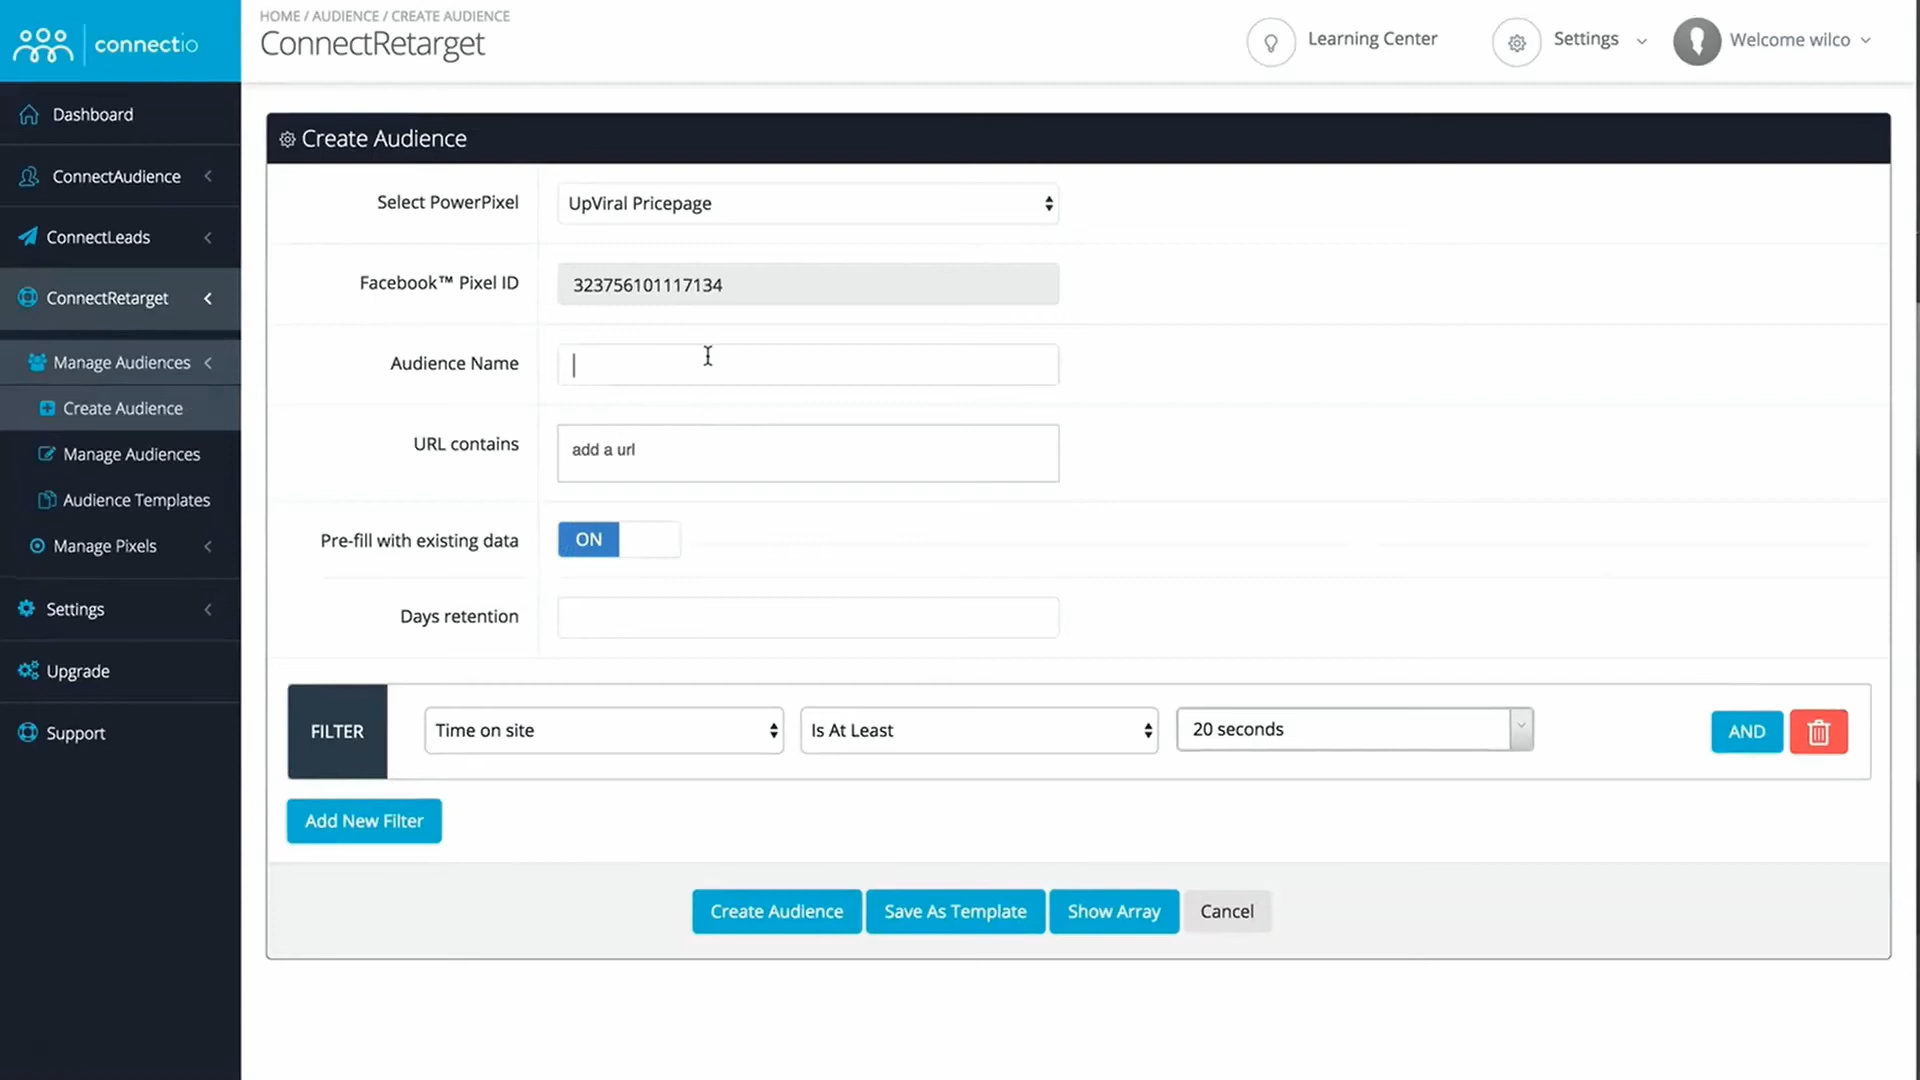 connectio
HOME / AUDIENCE / CREATE AUDIENCE
ConnectRetarget
Learning Center
Settings
Welcome wilco
Dashboard
ConnectAudience
ConnectLeads
ConnectRetarget
Manage Audiences
Create Audience
Manage Audiences
Audience Templates
Manage Pixels
Settings
Upgrade
Support
Create Audience
Select PowerPixel
UpViral Pricepage
Facebook™ Pixel ID
323756101117134
Audience Name
URL contains
add a url
Pre-fill with existing data
ON
Days retention
FILTER
Time on site
Is At Least
20 seconds
AND
Add New Filter
Create Audience
Save As Template
Show Array
Cancel